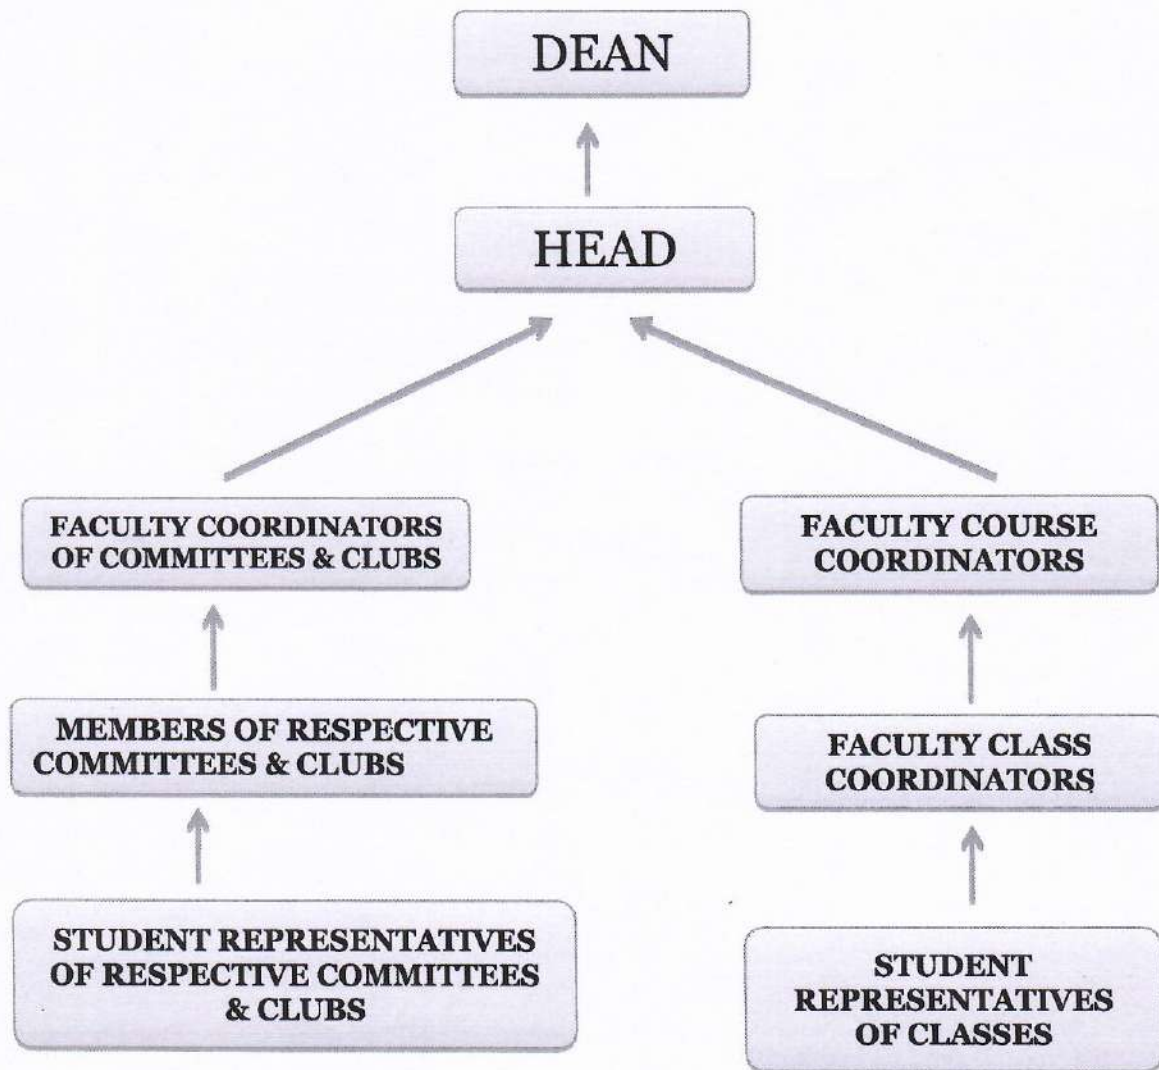 DEAN
HEAD
FACULTY COORDINATORS
OF COMMITTEES & CLUBS
FACULTY COURSE
COORDINATORS
MEMBERS OF RESPECTIVE
COMMITTEES & CLUBS
FACULTY CLASS
COORDINATORS
STUDENT REPRESENTATIVES
OF RESPECTIVE COMMITTEES
& CLUBS
STUDENT
REPRESENTATIVES
OF CLASSES